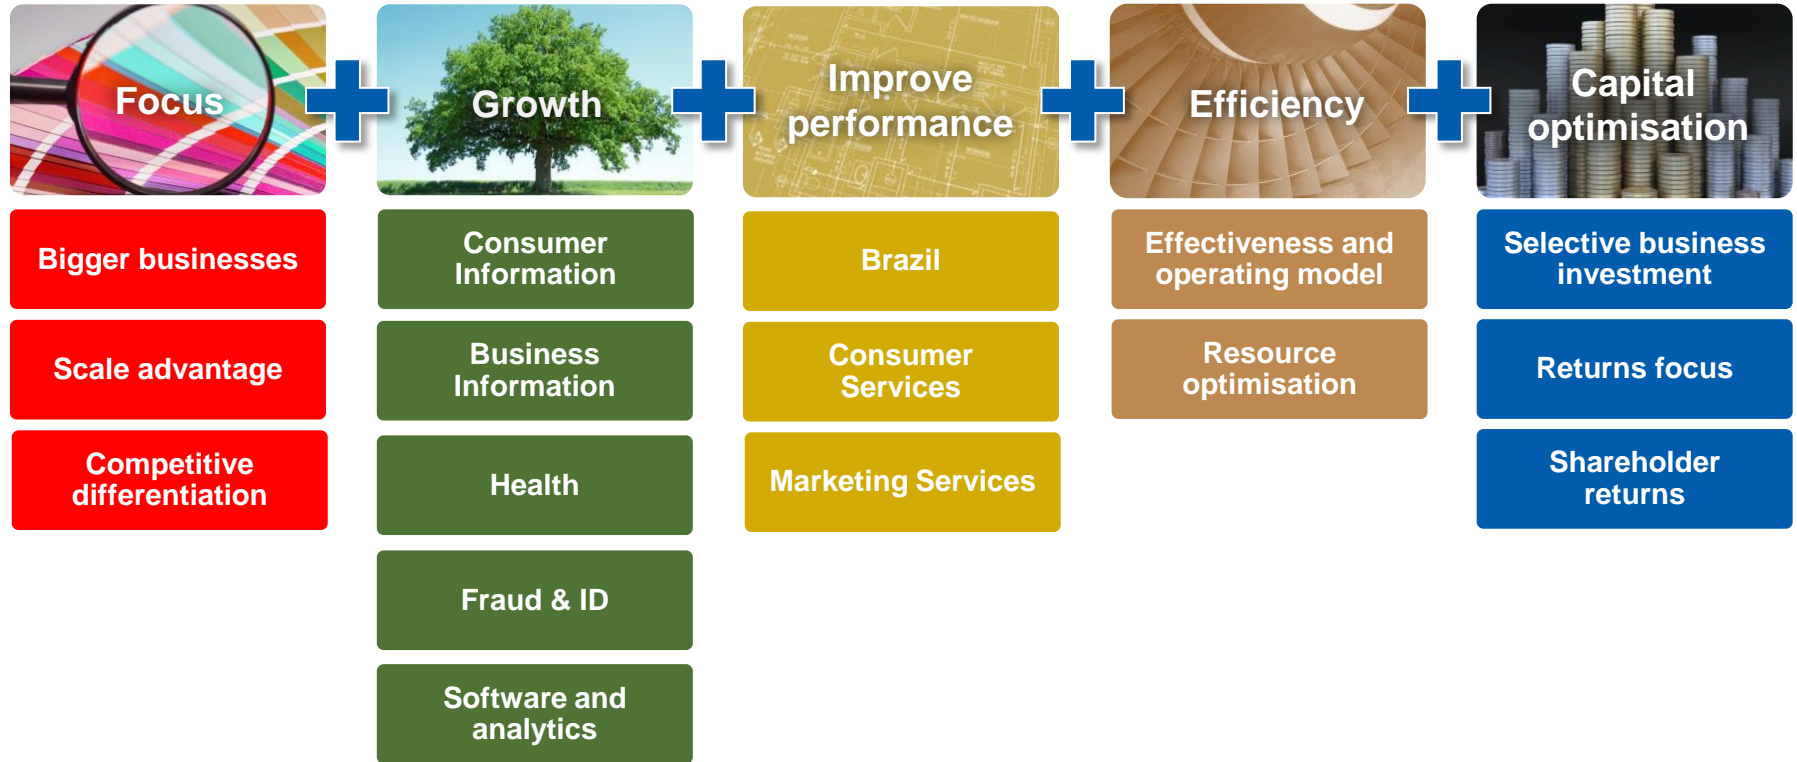 Focus
Growth
Improve
performance
Efficiency
Capital
optimisation
Bigger businesses
Scale advantage
Competitive
differentiation
Consumer
Information
Business
Information
Health
Fraud & ID
Software and
analytics
Brazil
Consumer
Services
Marketing Services
Effectiveness and
operating model
Resource
optimisation
Selective business
investment
Returns focus
Shareholder
returns